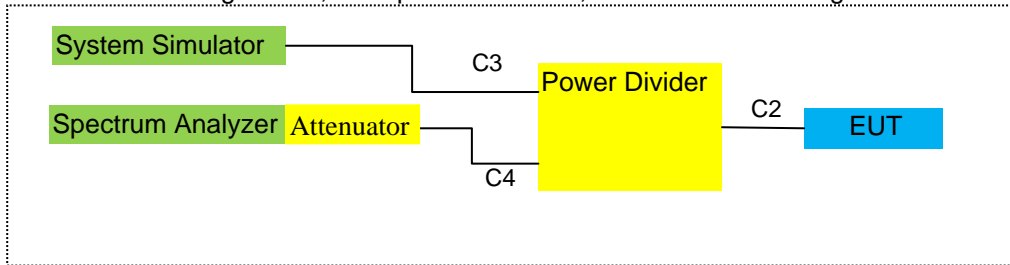 System Simulator
C3
Power Divider
C2
Spectrum Analyzer Attenuator
EUT
C4